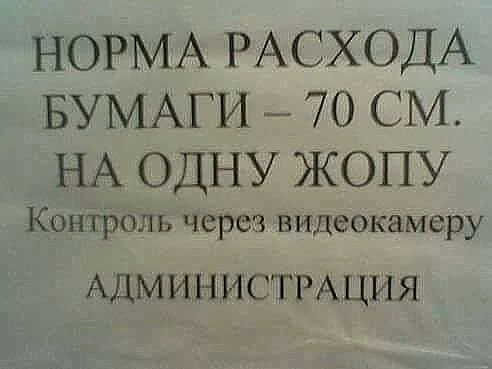 НОРМА РАСХОДА
БУМАГИ – 70 СМ.
НА ОДНУ ЖОПУ
Контроль через видеокамеру
АДМИНИСТРАЦИЯ